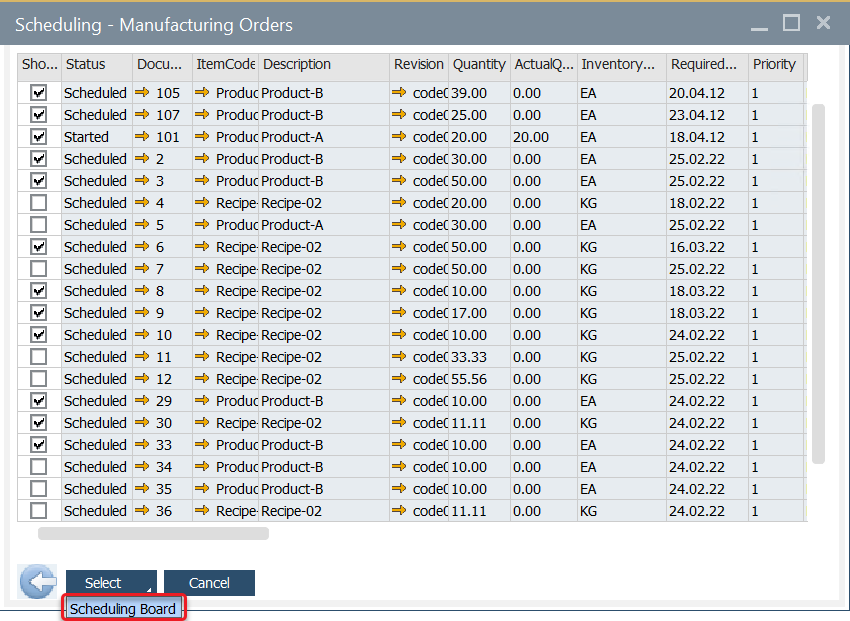 Scheduling - Manufacturing Orders
Sho... Status Docu... ItemCode Description Revision Quantity ActualQ... Inventory... Required... Priority
Scheduled 105 Produc Product-B code0 39.00 0.00 EA 20.04.12 1
Scheduled 107 Produc Product-B code0 25.00 0.00 EA 23.04.12 1
Started 101 Produc Product-A code0 20.00 20.00 EA 18.04.12 1
Scheduled 2 Produc Product-B code0 30.00 0.00 EA 25.02.22 1
Scheduled 3 Produc Product-B code0 50.00 0.00 EA 25.02.22 1
Scheduled 4 Recipe- Recipe-02 code0 20.00 0.00 KG 18.02.22 1
Scheduled 5 Produc Product-A code0 30.00 0.00 EA 25.02.22 1
Scheduled 6 Recipe- Recipe-02 code0 50.00 0.00 KG 16.03.22 1
Scheduled 7 Recipe- Recipe-02 code0 50.00 0.00 KG 25.02.22 1
Scheduled 8 Recipe- Recipe-02 code0 10.00 0.00 KG 18.03.22 1
Scheduled 9 Recipe- Recipe-02 code0 17.00 0.00 KG 18.03.22 1
Scheduled 10 Recipe- Recipe-02 code0 10.00 0.00 KG 24.02.22 1
Scheduled 11 Recipe- Recipe-02 code0 33.33 0.00 KG 25.02.22 1
Scheduled 12 Recipe- Recipe-02 code0 55.56 0.00 KG 25.02.22 1
Scheduled 29 Produc Product-B code0 10.00 0.00 EA 24.02.22 1
Scheduled 30 Recipe- Recipe-02 code0 11.11 0.00 KG 24.02.22 1
Scheduled 33 Produc Product-B code0 10.00 0.00 EA 24.02.22 1
Scheduled 34 Produc Product-B code0 10.00 0.00 EA 24.02.22 1
Scheduled 35 Produc Product-B code0 10.00 0.00 EA 24.02.22 1
Scheduled 36 Recipe- Recipe-02 code0 11.11 0.00 KG 24.02.22 1
Select Cancel
Scheduling Board